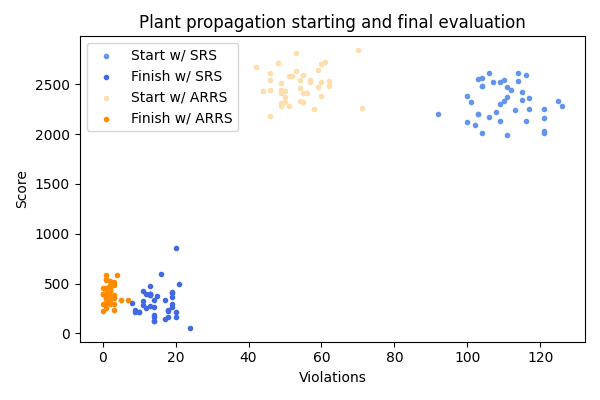 Plant propagation starting and final evaluation
Start w/ SRS
Finish w/ SRS
Start w/ ARRS
Finish w/ ARRS
Score
2500
2000
1500
1000
500
0
0 20 40 60 80 100 120
Violations